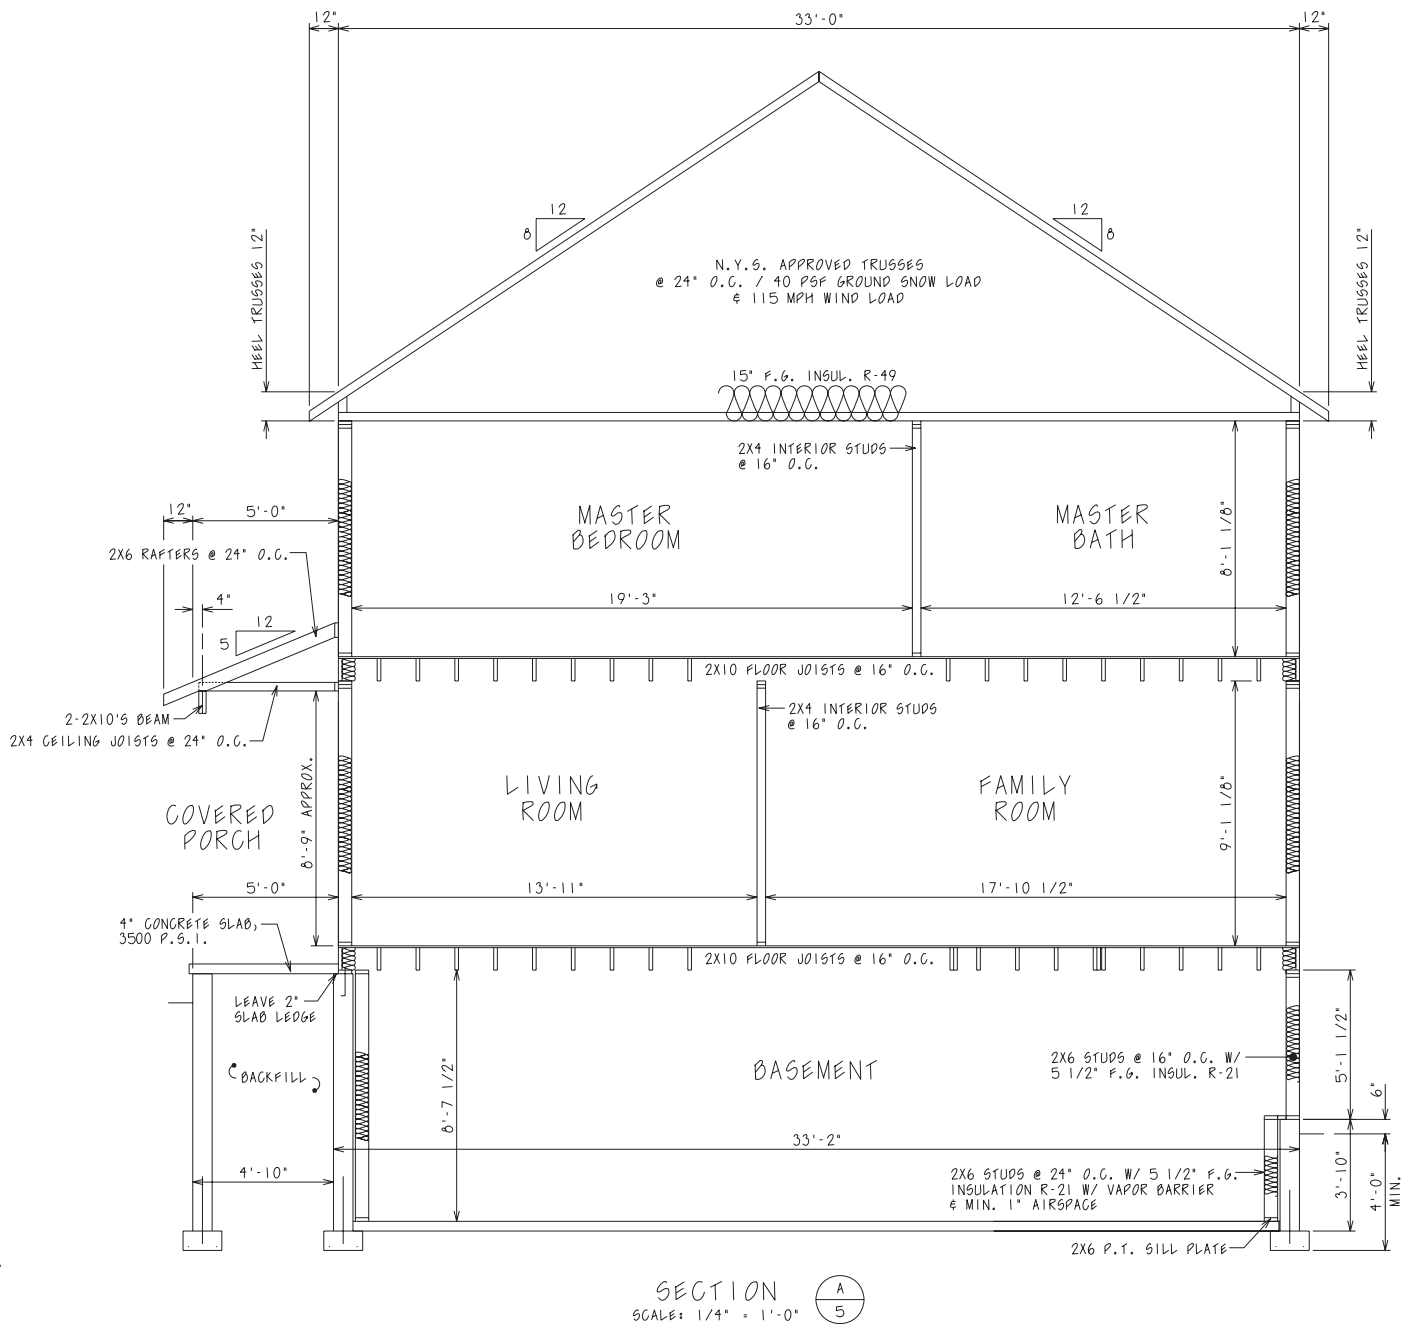 12"
33'-0"
12"
12
8
12
8
HEEL TRUSSES 12"
N.Y.S. APPROVED TRUSSES
@ 24" O.C. / 40 PSF GROUND SNOW LOAD
& 115 MPH WIND LOAD
HEEL TRUSSES 12"
15" F.G. INSUL. R-49
2X4 INTERIOR STUDS
@ 16" O.C.
12"
5'-0"
MASTER
BEDROOM
MASTER
BATH
8'-1 1/8"
2X6 RAFTERS @ 24" O.C.
4"
19'-3"
12'-6 1/2"
12
5
2X10 FLOOR JOISTS @ 16" O.C.
2-2X10'S BEAM
2X4 CEILING JOISTS @ 24" O.C.
2X4 INTERIOR STUDS
@ 16" O.C.
COVERED
PORCH
8'-9" APPROX.
LIVING
ROOM
FAMILY
ROOM
9'-1 1/8"
5'-0"
13'-11"
17'-10 1/2"
4" CONCRETE SLAB,
3500 P.S.I.
2X10 FLOOR JOISTS @ 16" O.C.
LEAVE 2"
SLAB LEDGE
BACKFILL
8'-7 1/2"
BASEMENT
2X6 STUDS @ 16" O.C. W/
5 1/2" F.G. INSUL. R-21
5'-1 1/2"
6"
33'-2"
4'-10"
2X6 STUDS @ 24" O.C. W/ 5 1/2" F.G.
INSULATION R-21 W/ VAPOR BARRIER
& MIN. 1" AIRSPACE
3'-10"
4'-0"
MIN.
2X6 P.T. SILL PLATE
SECTION
A
5
SCALE: 1/4" = 1'-0"